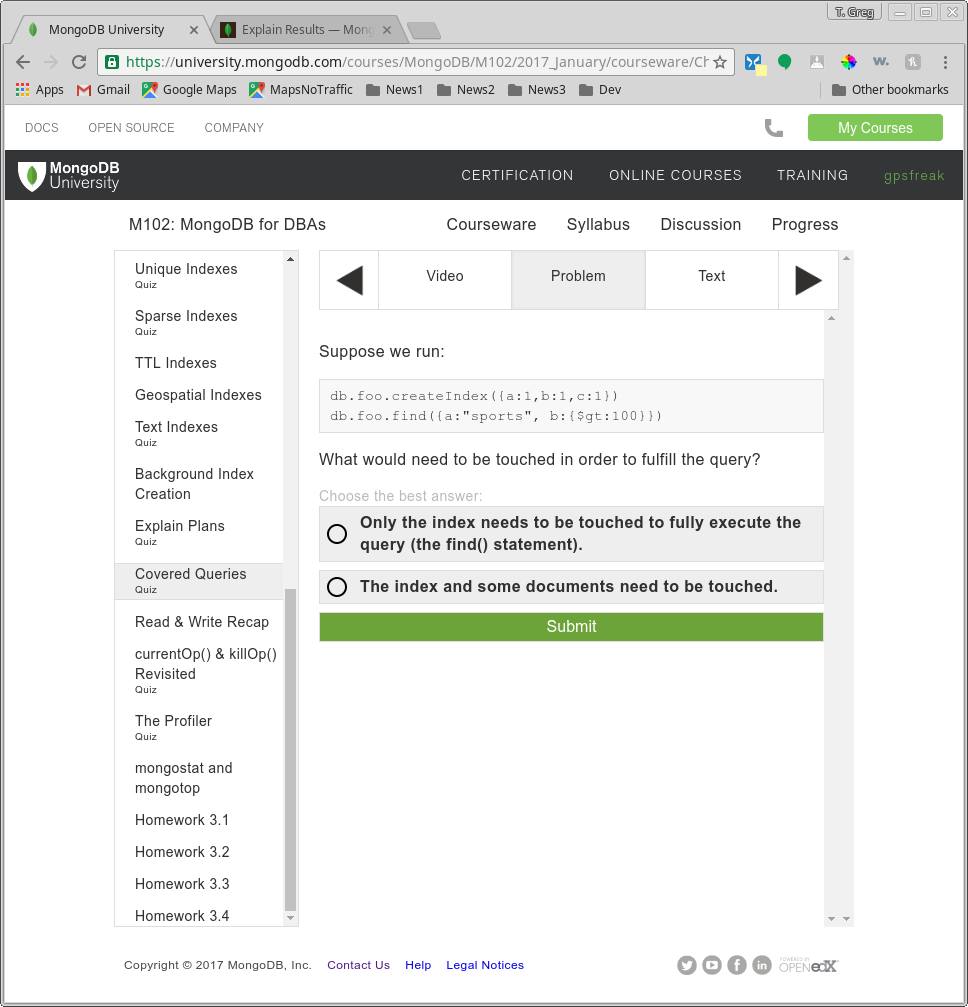 T. Greg
MongoDB University
Explain Results — Mong
https://university.mongodb.com/courses/MongoDB/M102/2017_January/courseware/Ch
Apps Gmail Google Maps MapsNoTraffic News1 News2 News3 Dev Other bookmarks
DOCS OPEN SOURCE COMPANY My Courses
MongoDB
University
CERTIFICATION ONLINE COURSES TRAINING gpsfreak
M102: MongoDB for DBAs Courseware Syllabus Discussion Progress
Unique Indexes
Quiz
Sparse Indexes
Quiz
TTL Indexes
Geospatial Indexes
Text Indexes
Quiz
Background Index
Creation
Explain Plans
Quiz
Covered Queries
Quiz
Read & Write Recap
currentOp() & killOp()
Revisited
Quiz
The Profiler
Quiz
mongostat and
mongotop
Homework 3.1
Homework 3.2
Homework 3.3
Homework 3.4
Video Problem Text
Suppose we run:
db.foo.createIndex({a:1,b:1,c:1})
db.foo.find({a:"sports", b:{$gt:100}})
What would need to be touched in order to fulfill the query?
Choose the best answer:
Only the index needs to be touched to fully execute the
query (the find() statement).
The index and some documents need to be touched.
Submit
Copyright © 2017 MongoDB, Inc. Contact Us Help Legal Notices
POWERED BY
OPEN edX